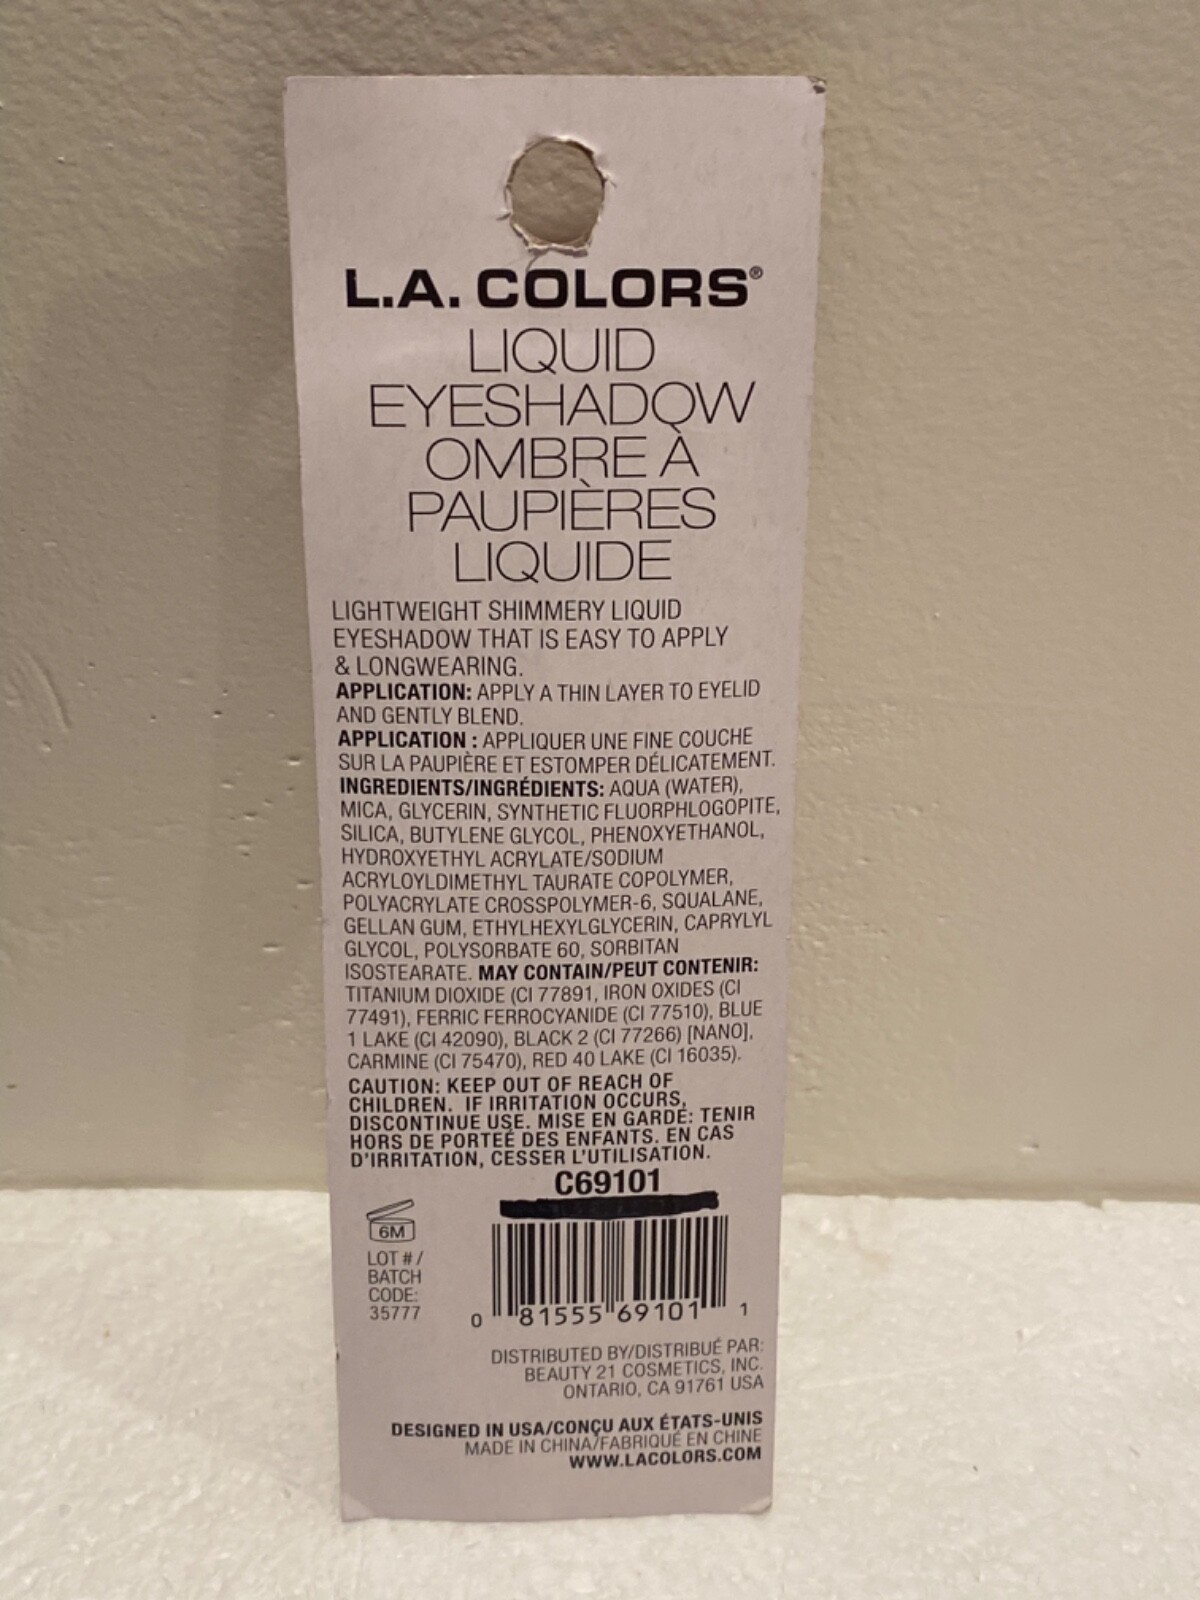 L.A. COLORS®
LIQUID
EYESHADOW
OMBRE À
PAUPIÈRES
LIQUIDE
LIGHTWEIGHT SHIMMERY LIQUID
EYESHADOW THAT IS EASY TO APPLY
& LONGWEARING.
APPLICATION: APPLY A THIN LAYER TO EYELID
AND GENTLY BLEND.
APPLICATION : APPLIQUER UNE FINE COUCHE
SUR LA PAUPIÈRE ET ESTOMPER DÉLICATEMENT.
INGREDIENTS/INGRÉDIENTS: AQUA (WATER),
MICA, GLYCERIN, SYNTHETIC FLUORPHLOGOPITE,
SILICA, BUTYLENE GLYCOL, PHENOXYETHANOL,
HYDROXYETHYL ACRYLATE/SODIUM
ACRYLOYLDIMETHYL TAURATE COPOLYMER,
POLYACRYLATE CROSSPOLYMER-6, SQUALANE,
GELLAN GUM, ETHYLHEXYLGLYCERIN, CAPRYLYL
GLYCOL, POLYSORBATE 60, SORBITAN
ISOSTEARATE. MAY CONTAIN/PEUT CONTENIR:
TITANIUM DIOXIDE (CI 77891, IRON OXIDES (CI
77491), FERRIC FERROCYANIDE (CI 77510), BLUE
1 LAKE (CI 42090), BLACK 2 (CI 77266) [NANO],
CARMINE (CI 75470), RED 40 LAKE (CI 16035).
CAUTION: KEEP OUT OF REACH OF
CHILDREN. IF IRRITATION OCCURS,
DISCONTINUE USE. MISE EN GARDE: TENIR
HORS DE PORTEÉ DES ENFANTS. EN CAS
D'IRRITATION, CESSER L'UTILISATION.
C69101
6M
LOT # /
BATCH
CODE:
35777
0 81555 69101 1
DISTRIBUTED BY/DISTRIBUÉ PAR:
BEAUTY 21 COSMETICS, INC.
ONTARIO, CA 91761 USA
DESIGNED IN USA/CONÇU AUX ÉTATS-UNIS
MADE IN CHINA/FABRIQUÉ EN CHINE
WWW.LACOLORS.COM